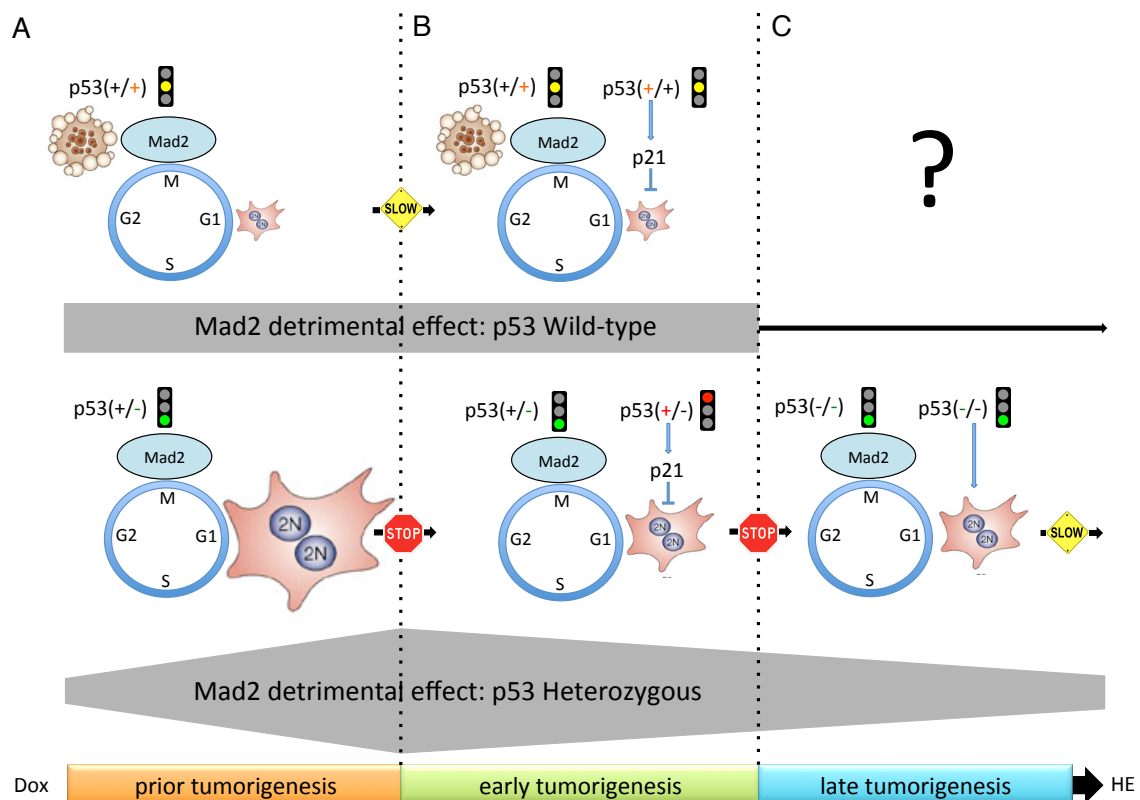 A
B
C
p53(+/+)
p53(+/+)
p53(+/+)
Mad2
Mad2
p21
?
M
G2
G1
S
2N
2N
SLOW
M
G2
G1
S
2N
2N
Mad2 detrimental effect: p53 Wild-type
p53(+/-)
p53(+/-)
p53(+/-)
p53(-/-)
p53(-/-)
Mad2
Mad2
Mad2
p21
M
G2
G1
S
2N
2N
STOP
M
G2
G1
S
2N
2N
STOP
M
G2
G1
S
2N
2N
SLOW
Mad2 detrimental effect: p53 Heterozygous
Dox
prior tumorigenesis
early tumorigenesis
late tumorigenesis
HE